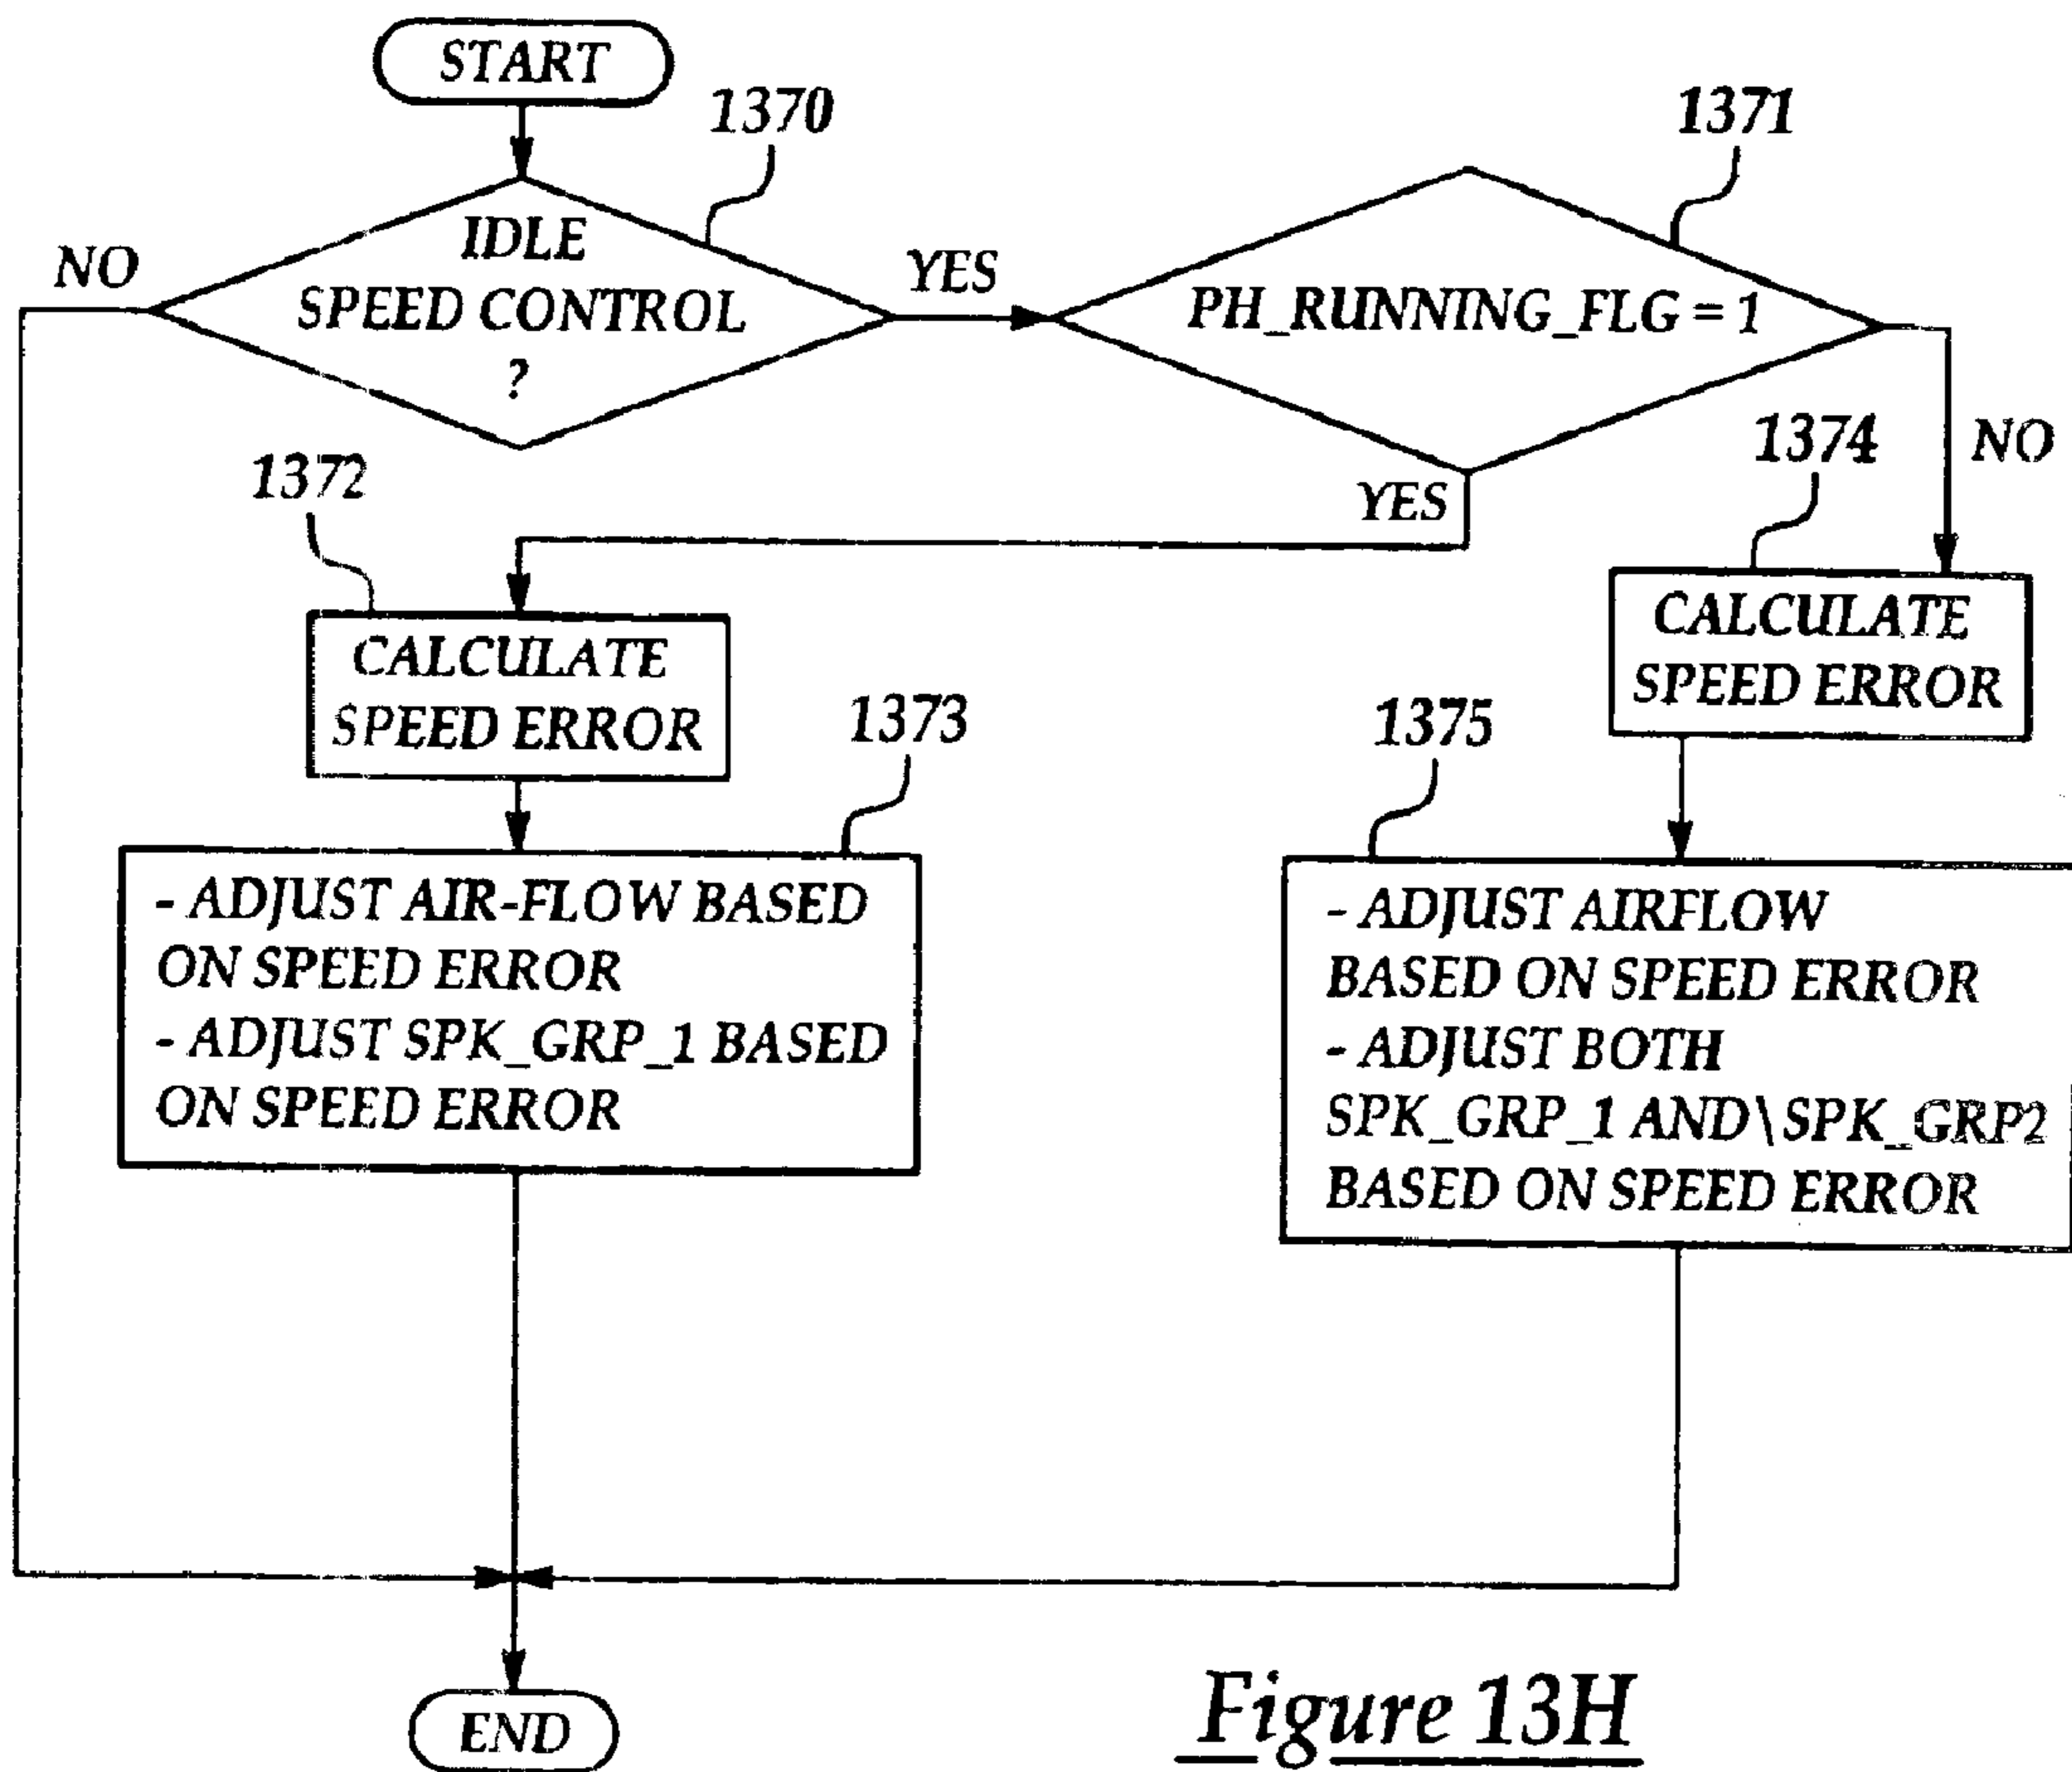 START
1370
1371
IDLE
SPEED CONTROL
?
NO
YES
PH_RUNNING_FLG = 1
YES
NO
1372
1374
CALCULATE
SPEED ERROR
CALCULATE
SPEED ERROR
1373
1375
- ADJUST AIR-FLOW BASED
ON SPEED ERROR
- ADJUST SPK_GRP_1 BASED
ON SPEED ERROR
- ADJUST AIRFLOW
BASED ON SPEED ERROR
- ADJUST BOTH
SPK_GRP_1 AND\SPK_GRP2
BASED ON SPEED ERROR
END
Figure 13H